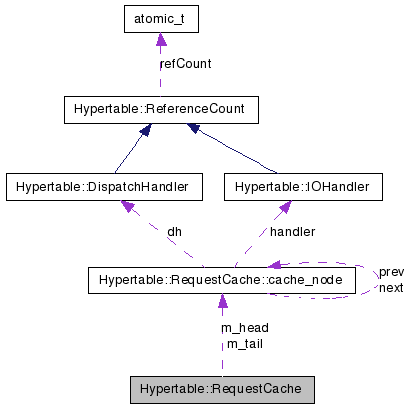 atomic_t
refCount
Hypertable::ReferenceCount
Hypertable::DispatchHandler
Hypertable::IOHandler
dh
handler
Hypertable::RequestCache::cache_node
prev
next
m_head
m_tail
Hypertable::RequestCache